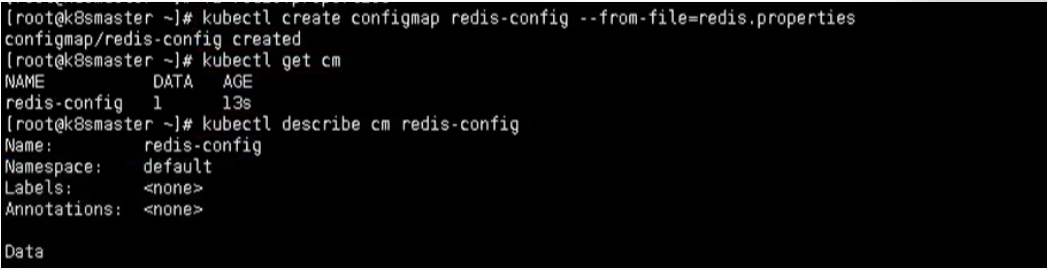 [root@k8smaster ~]# kubectl create configmap redis-config --from-file=redis.properties
configmap/redis-config created
[root@k8smaster ~]# kubectl get cm
NAME           DATA   AGE
redis-config   1      13s
[root@k8smaster ~]# kubectl describe cm redis-config
Name:         redis-config
Namespace:    default
Labels:       <none>
Annotations:  <none>
Data